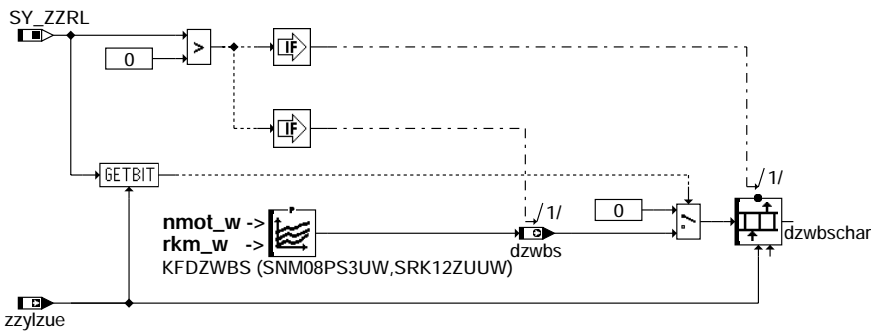 SY_ZZRL
>
0
IF
IF
/1/
GETBIT
P
nmot_w ->
rkm_w ->
/1/
0
dzwbs
dzwbschar
KFDZWBS (SNM08PS3UW,SRK12ZUUW)
zzylzue